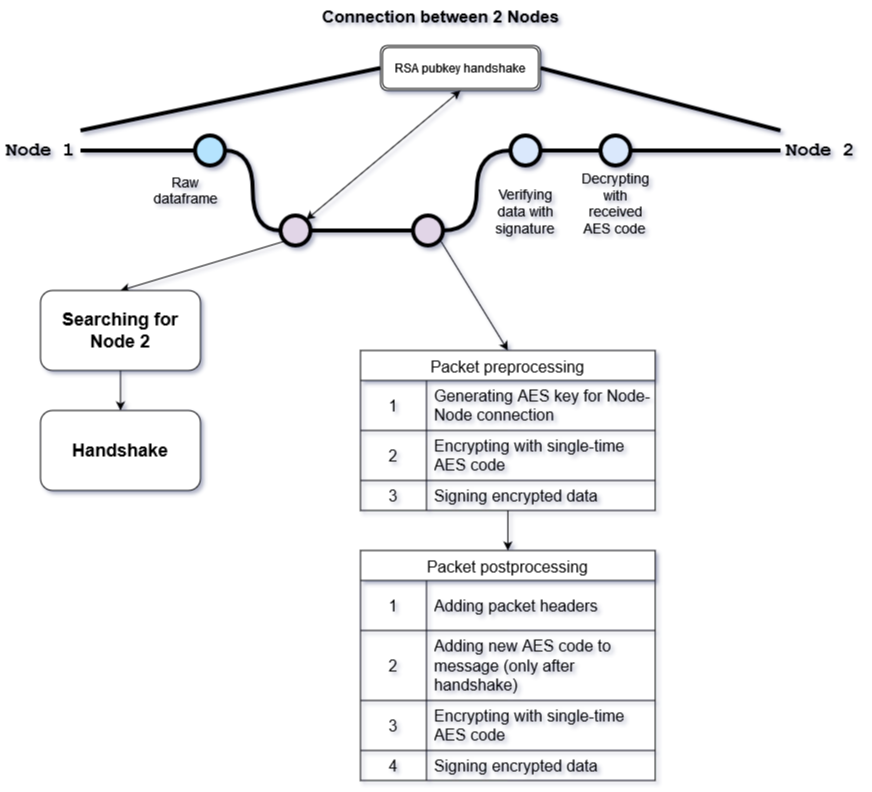 Connection between 2 Nodes
RSA pubkey handshake
Node 1
Node 2
Raw
dataframe
Verifying
data with
signature
Decrypting
with
received
AES code
Searching for
Node 2
Handshake
Packet preprocessing
1
Generating AES key for Node-
Node connection
2
Encrypting with single-time
AES code
3
Signing encrypted data
Packet postprocessing
1
Adding packet headers
2
Adding new AES code to
message (only after
handshake)
3
Encrypting with single-time
AES code
4
Signing encrypted data